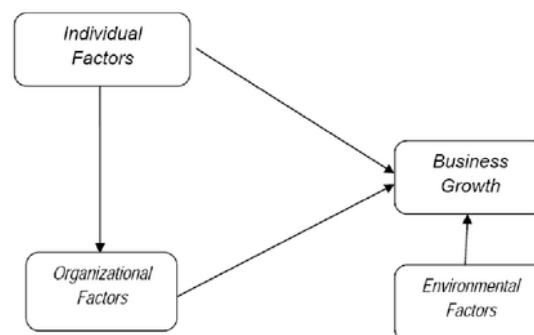 Individual
Factors
Business
Growth
Organizational
Factors
Environmental
Factors